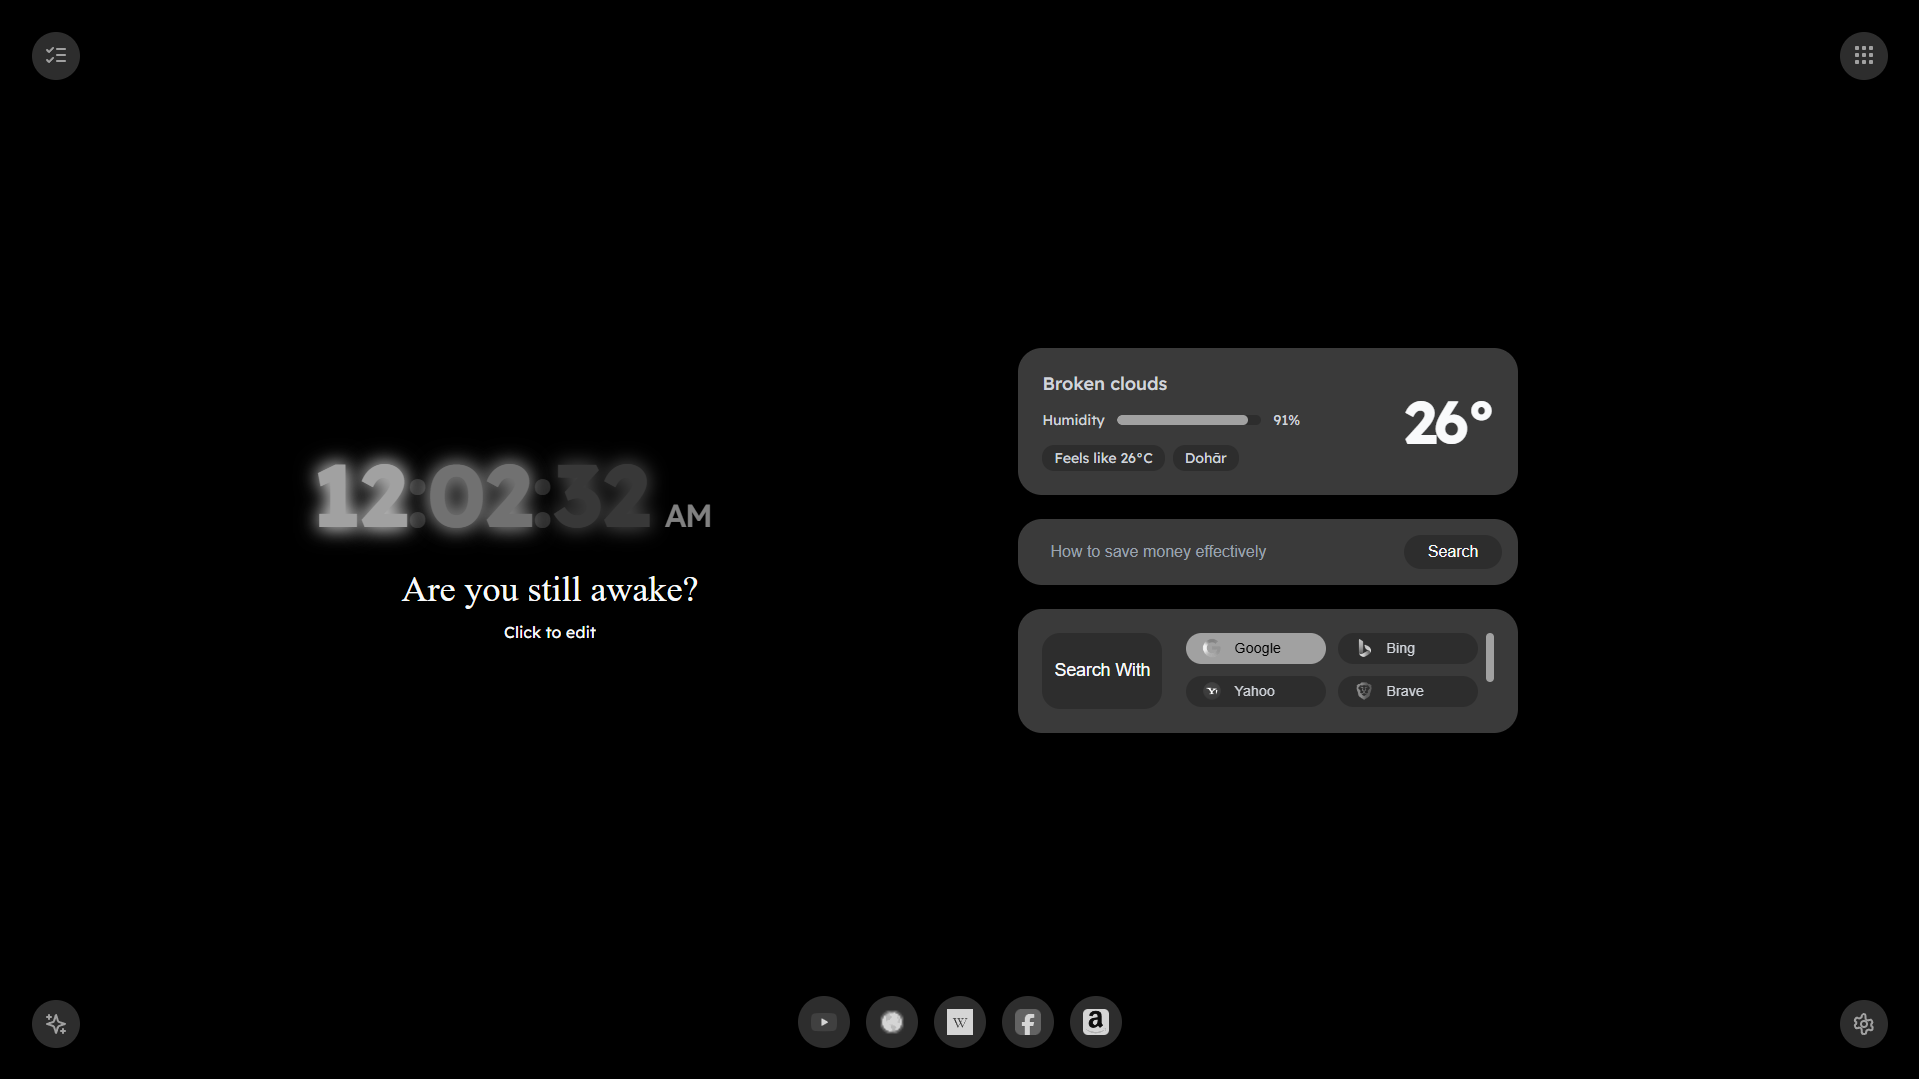 12:02:32 AM
Are you still awake?
Click to edit
Broken clouds
Humidity 91%
Feels like 26°C Dohār
26°
How to save money effectively Search
Search With
Google Bing
Yahoo Brave